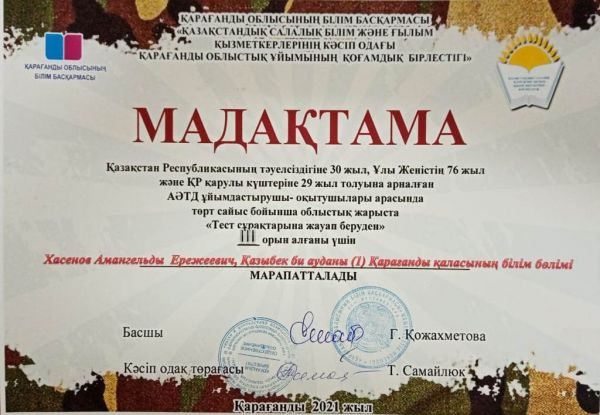 ҚАРАҒАНДЫ ОБЛЫСЫНЫҢ БІЛІМ БАСҚАРМАСЫ
«ҚАЗАҚСТАНДЫҚ САЛАЛЫҚ БІЛІМ ЖӘНЕ ҒЫЛЫМ
ҚЫЗМЕТКЕРЛЕРІНІҢ КӘСІП ОДАҒЫ
ҚАРАҒАНДЫ ОБЛЫСТЫҚ ҰЙЫМЫНЫҢ ҚОҒАМДЫҚ БІРЛЕСТІГІ»
ҚАРАҒАНДЫ ОБЛЫСЫНЫҢ
БІЛІМ БАСҚАРМАСЫ
МАДАҚТАМА
Қазақстан Республикасының тәуелсіздігіне 30 жыл, Ұлы Женістің 76 жыл
және ҚР қарулы күштеріне 29 жыл толуына арналған
АӘТД ұйымдастырушы- оқытушылары арасында
төрт сайыс бойынша облыстық жарыста
«Тест сұрақтарына жауап беруден»
III орын алғаны үшін
Хасенов Амангельды Ережеевич, Қазыбек би ауданы (1) Қарағанды қаласының білім бөлімі
МАРАПАТТАЛАДЫ
Басшы Г. Қожахметова
Кәсіп одақ төрағасы Т. Самайлюк
Қарағанды 2021 жыл